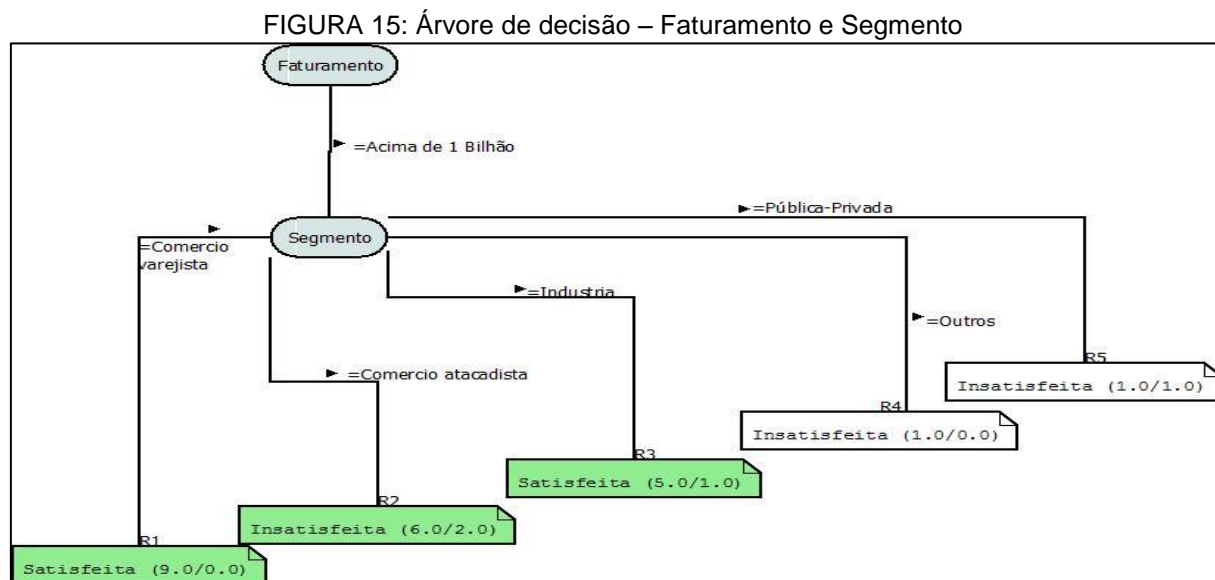 FIGURA 15: Árvore de decisão – Faturamento e Segmento
Faturamento
=Acima de 1 Bilhão
=Pública-Privada
Segmento
=Comercio
varejista
=Industria
=Outros
=Comercio atacadista
R5
Insatisfeita (1.0/1.0)
R4
Insatisfeita (1.0/0.0)
R3
Satisfeita (5.0/1.0)
R2
Insatisfeita (6.0/2.0)
R1
Satisfeita (9.0/0.0)